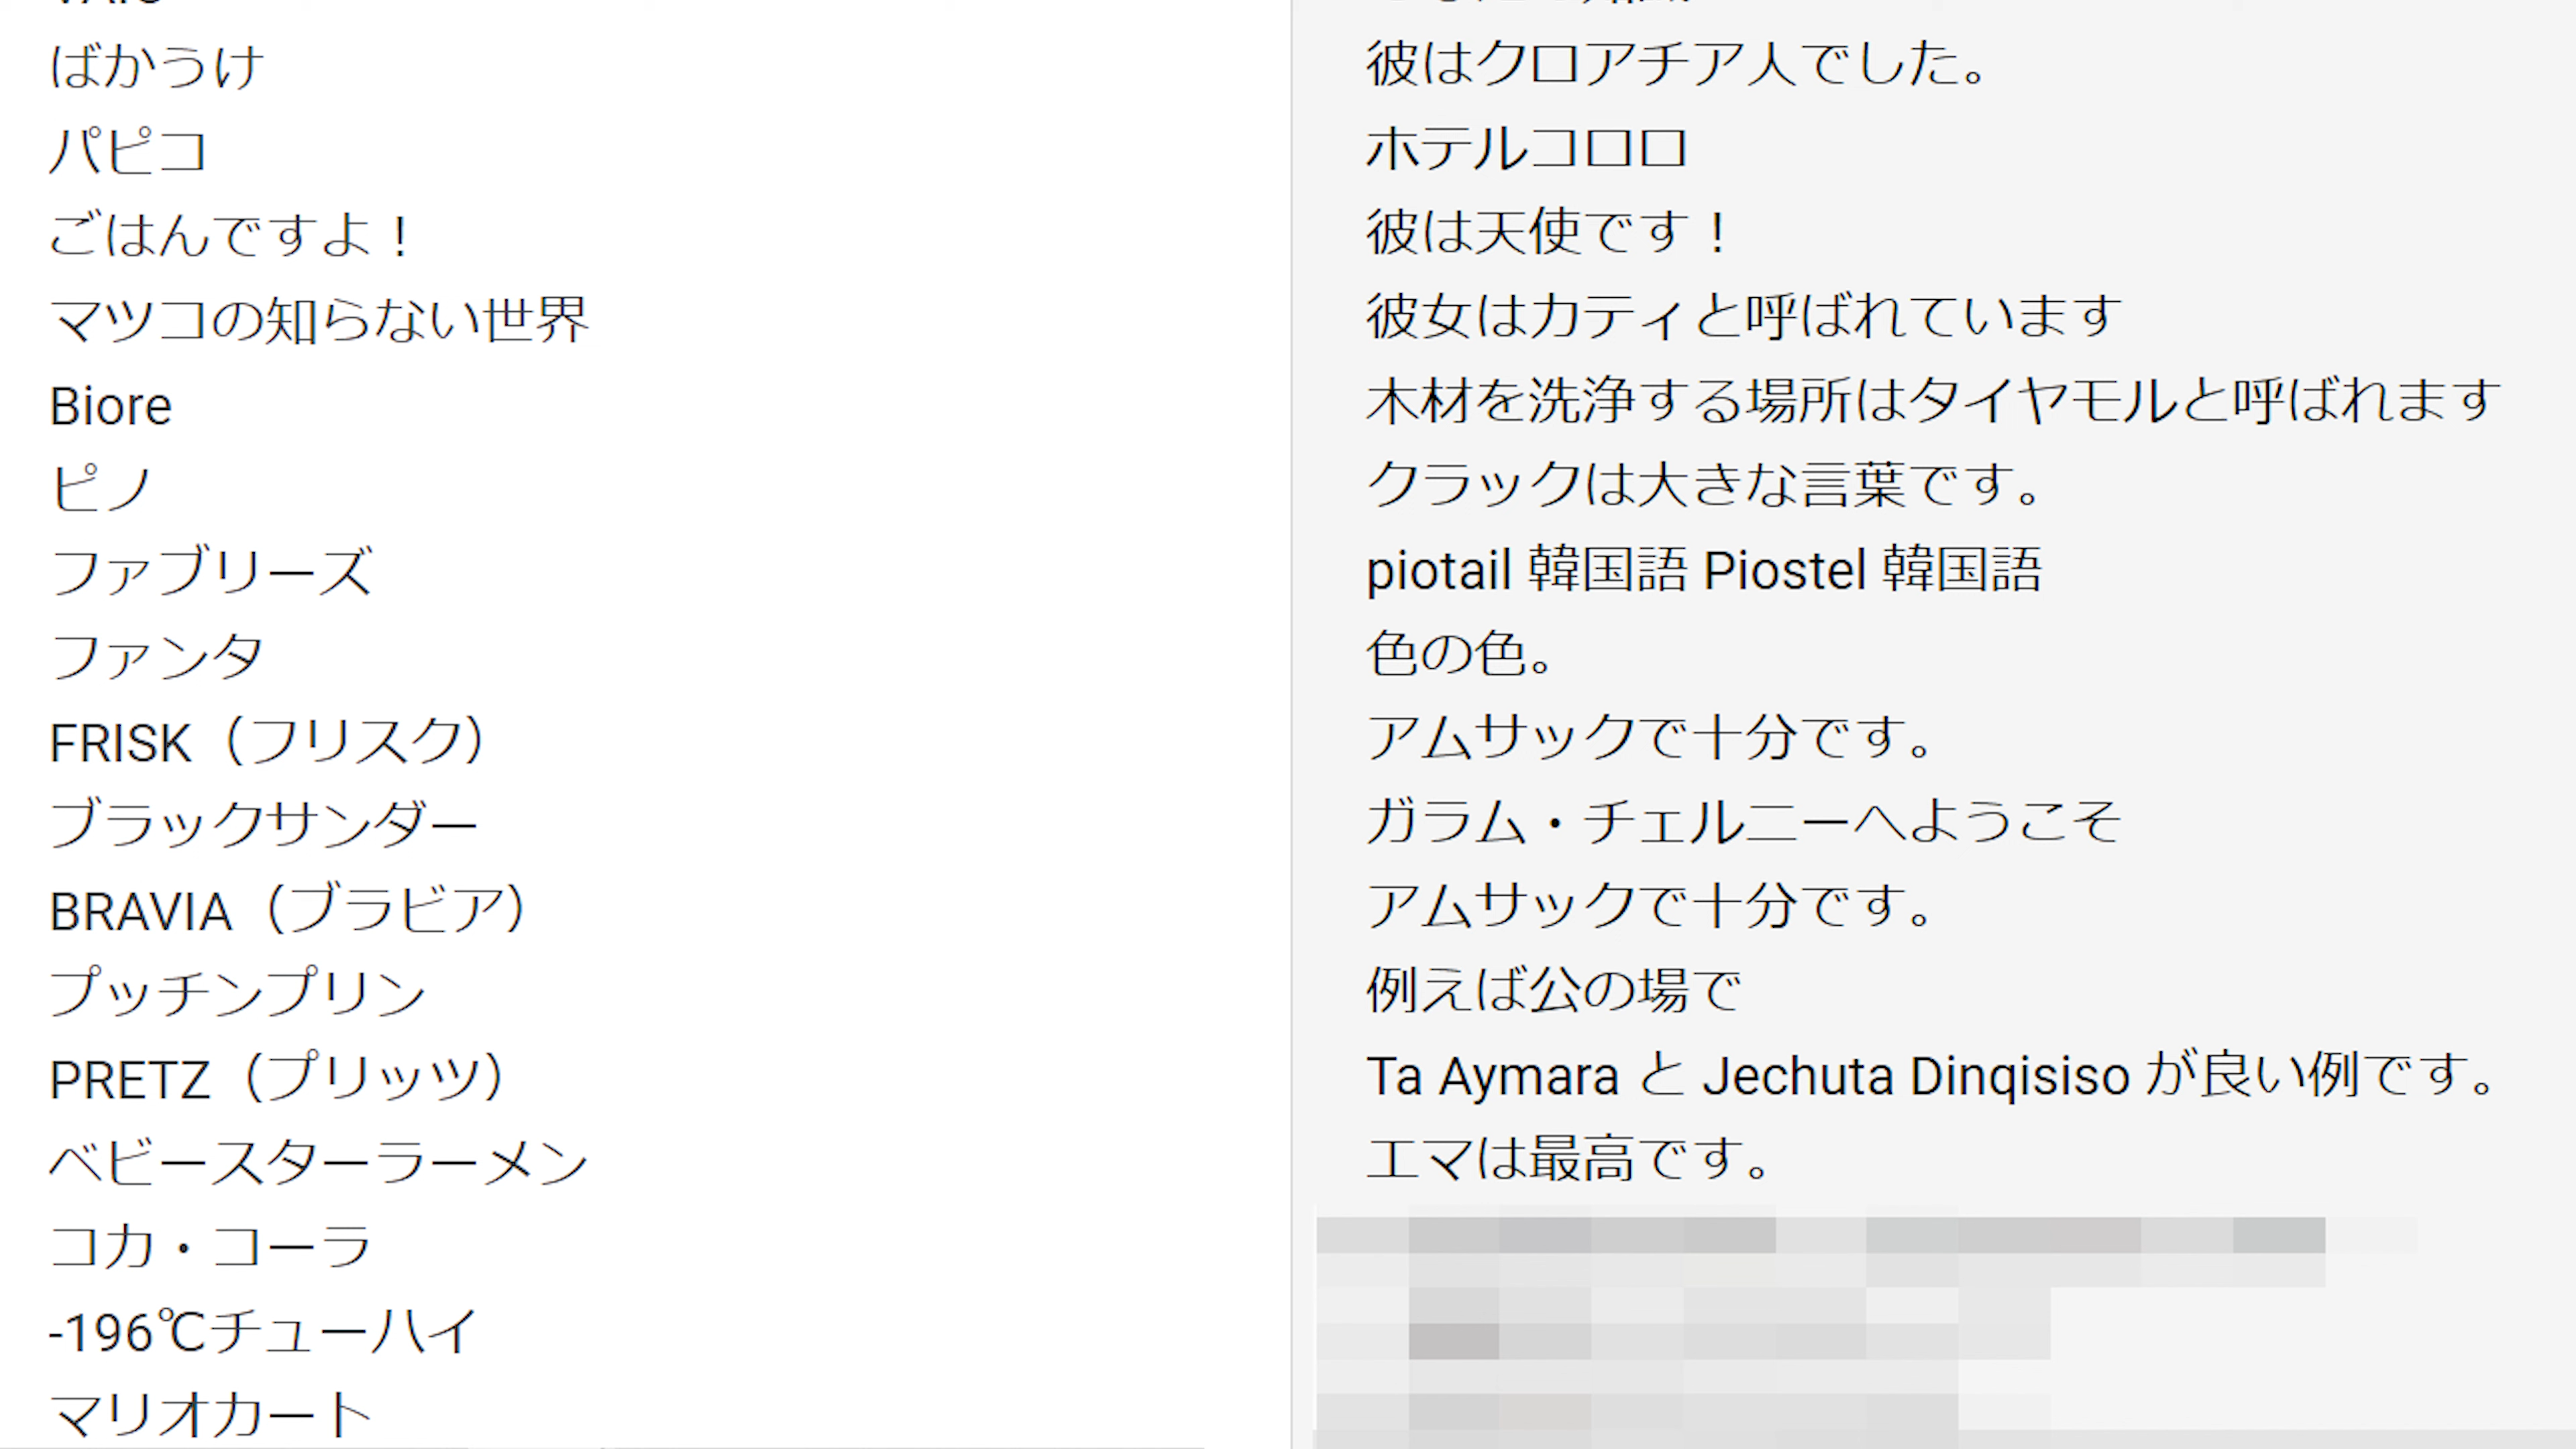 ばかうけ
パピコ
ごはんですよ！
マツコの知らない世界
Biore
ピノ
ファブリーズ
ファンタ
FRISK（フリスク）
ブラックサンダー
BRAVIA（ブラビア）
プッチンプリン
PRETZ（プリッツ）
ベビースターラーメン
コカ・コーラ
-196℃チューハイ
マリオカート
彼はクロアチア人でした。
ホテルコロロ
彼は天使です！
彼女はカティと呼ばれています
木材を洗浄する場所はタイヤモルと呼ばれます
クラックは大きな言葉です。
piotail 韓国語 Piostel 韓国語
色の色。
アムサックで十分です。
ガラム・チェルニーへようこそ
アムサックで十分です。
例えば公の場で
Ta Aymara と Jechuta Dinqisiso が良い例です。
エマは最高です。